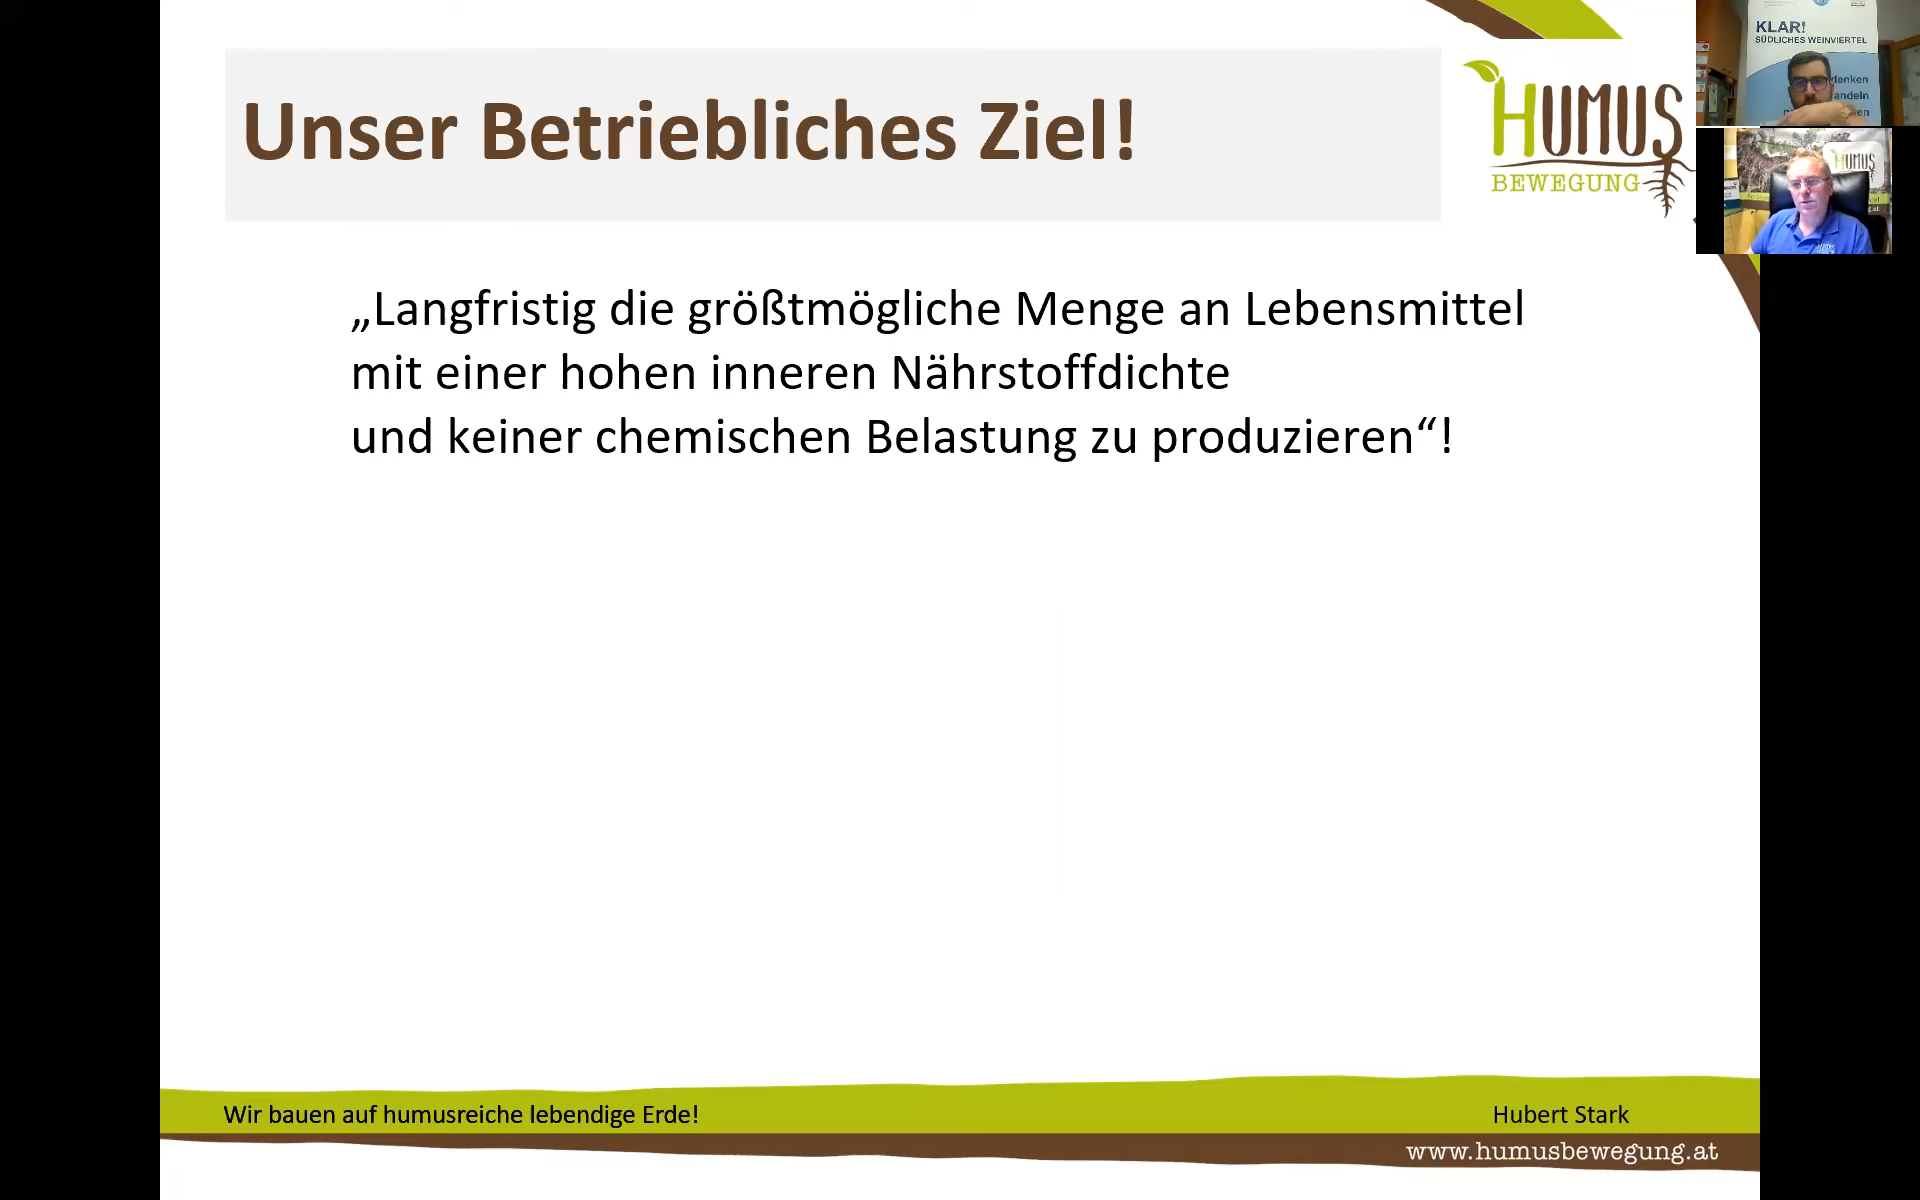 Unser Betriebliches Ziel!
HUMUS
BEWEGUNG
KLAR!
SÜDLICHES WEINVIERTEL
denken
andeln
en
HUMUS
„Langfristig die größtmögliche Menge an Lebensmittel
mit einer hohen inneren Nährstoffdichte
und keiner chemischen Belastung zu produzieren“!
Wir bauen auf humusreiche lebendige Erde!
Hubert Stark
www.humusbewegung.at